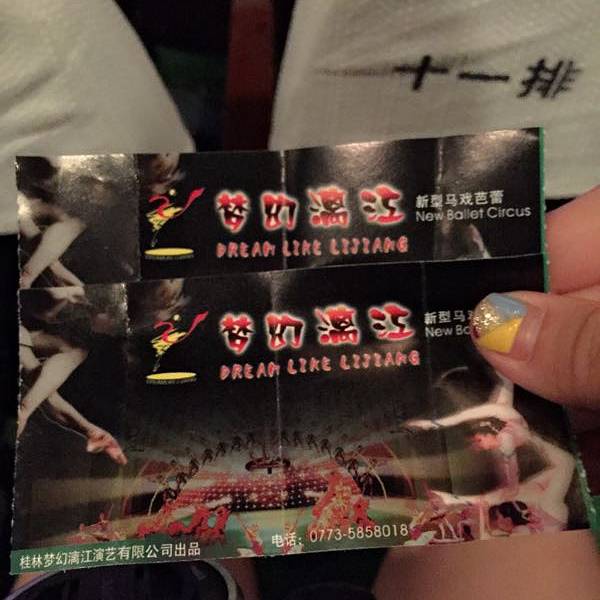 十一排
梦幻漓江
新型马戏芭蕾
New Ballet Circus
DREAM LIKE LIJIANG
梦幻漓江
新型马戏
New Ba
DREAM LIKE LIJIANG
电话：0773-5858018
桂林梦幻漓江演艺有限公司出品